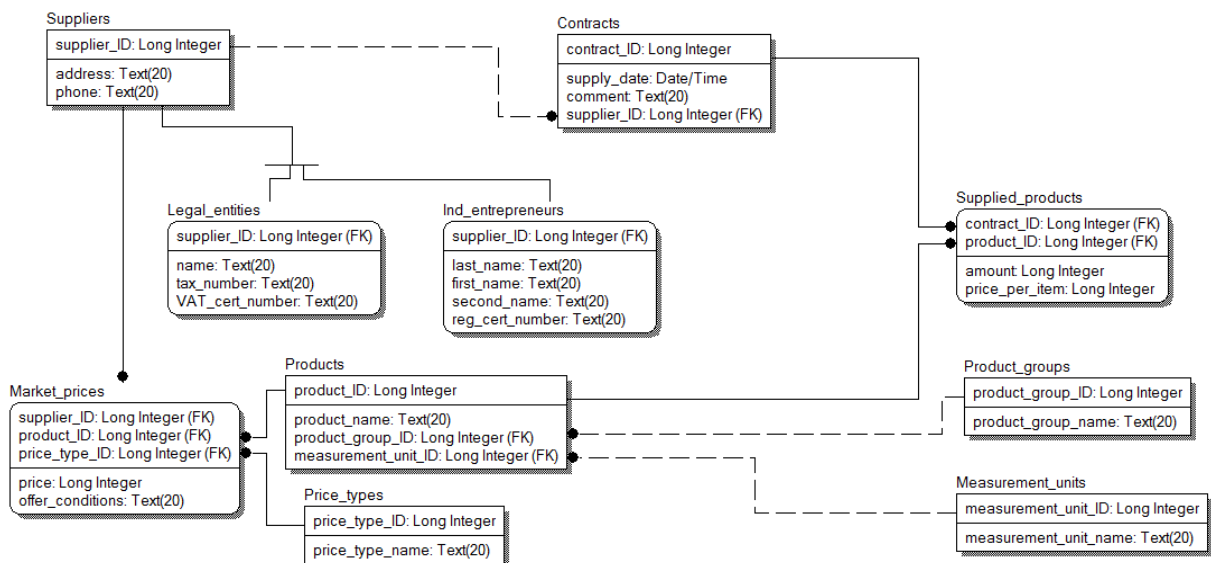 Suppliers
supplier_ID: Long Integer
address: Text(20)
phone: Text(20)
Contracts
contract_ID: Long Integer
supply_date: Date/Time
comment: Text(20)
supplier_ID: Long Integer (FK)
Legal_entities
supplier_ID: Long Integer (FK)
name: Text(20)
tax_number: Text(20)
VAT_cert_number: Text(20)
Ind_entrepreneurs
supplier_ID: Long Integer (FK)
last_name: Text(20)
first_name: Text(20)
second_name: Text(20)
reg_cert_number: Text(20)
Supplied_products
contract_ID: Long Integer (FK)
product_ID: Long Integer (FK)
amount: Long Integer
price_per_item: Long Integer
Market_prices
supplier_ID: Long Integer (FK)
product_ID: Long Integer (FK)
price_type_ID: Long Integer (FK)
price: Long Integer
offer_conditions: Text(20)
Products
product_ID: Long Integer
product_name: Text(20)
product_group_ID: Long Integer (FK)
measurement_unit_ID: Long Integer (FK)
Product_groups
product_group_ID: Long Integer
product_group_name: Text(20)
Price_types
price_type_ID: Long Integer
price_type_name: Text(20)
Measurement_units
measurement_unit_ID: Long Integer
measurement_unit_name: Text(20)